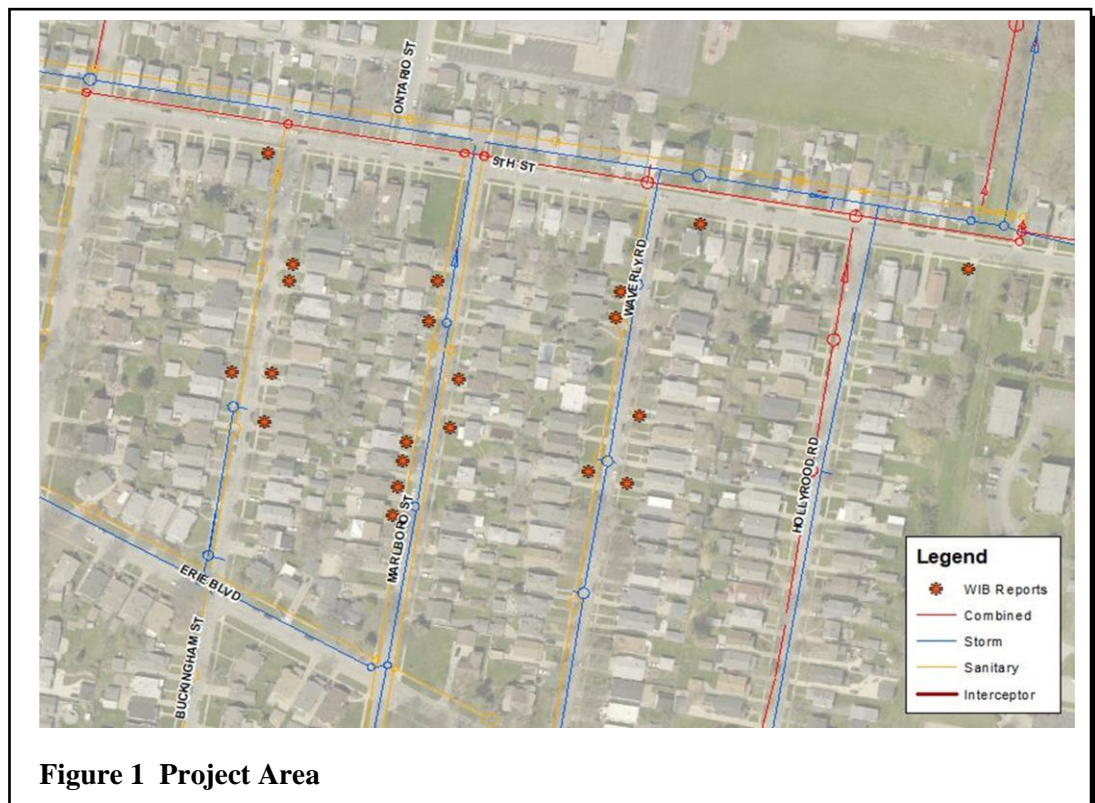 ONTARIO ST
5TH ST
WAVERLY RD
HOLLYROOD RD
MARLBORO ST
ERIE BLVD
BUCKINGHAM ST
Legend
WIB Reports
Combined
Storm
Sanitary
Interceptor
Figure 1 Project Area